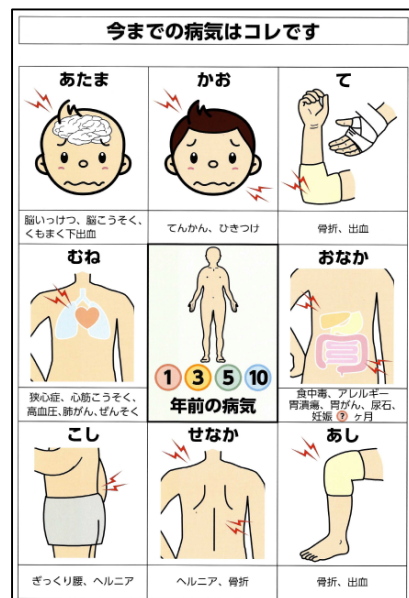 今までの病気はコレです
あたま
かお
て
脳いっけつ、脳こうそく、
くもまく下出血
てんかん、ひきつけ
骨折、出血
むね
おなか
狭心症、心筋こうそく、
高血圧、肺がん、ぜんそく
1 3 5 10
年前の病気
食中毒、アレルギー
胃潰瘍、胃がん、尿石、
妊娠 ? ヶ月
こし
せなか
あし
ぎっくり腰、ヘルニア
ヘルニア、骨折
骨折、出血